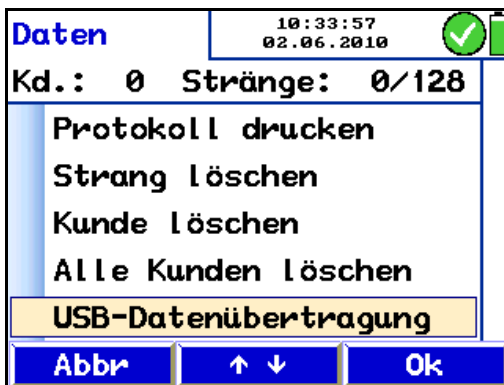 Daten
10:33:57
02.06.2010
Kd.: 0 Stränge: 0/128
Protokoll drucken
Strang löschen
Kunde löschen
Alle Kunden löschen
USB-Datenübertragung
Abbr ↑ ↓ Ok